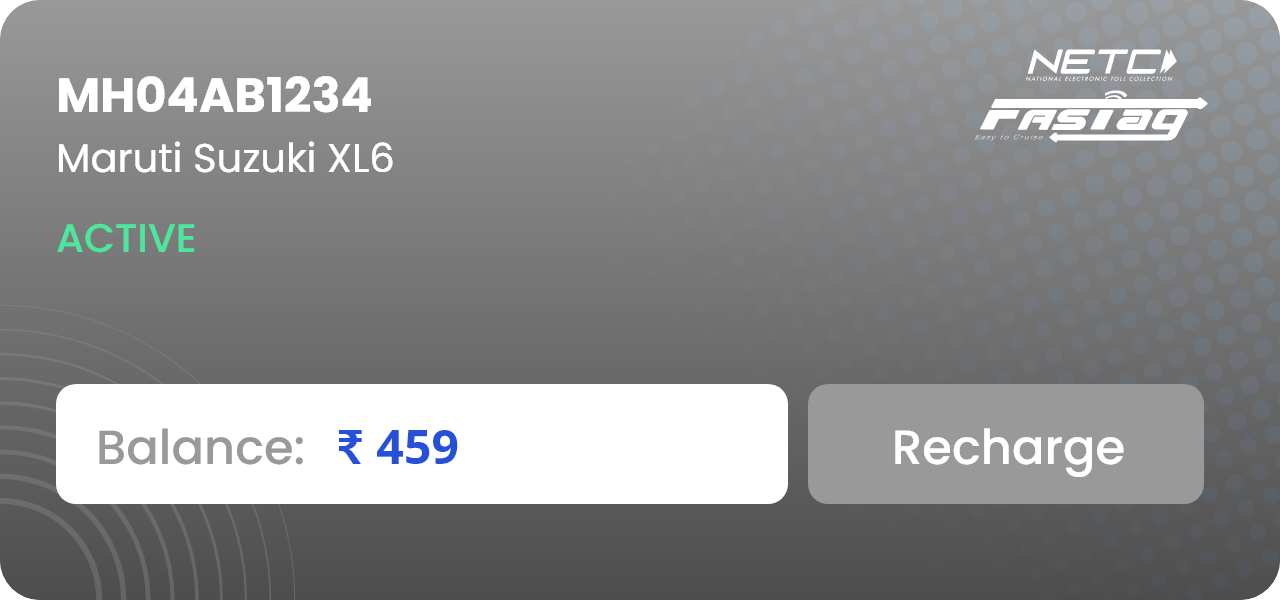 MH04AB1234
Maruti Suzuki XL6
ACTIVE
NETC
NATIONAL ELECTRONIC TOLL COLLECTION
FASTag
Easy to Cruise
Balance: ₹ 459
Recharge